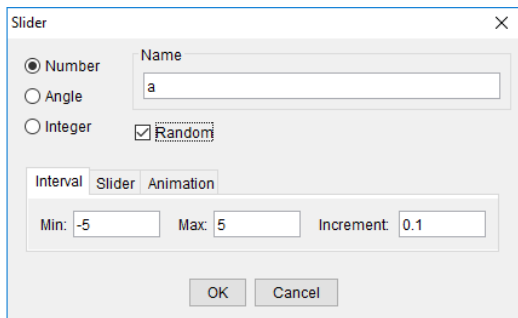 Slider
Number
Angle
Integer
Name
a
Random
Interval Slider Animation
Min: -5 Max: 5 Increment: 0.1
OK Cancel